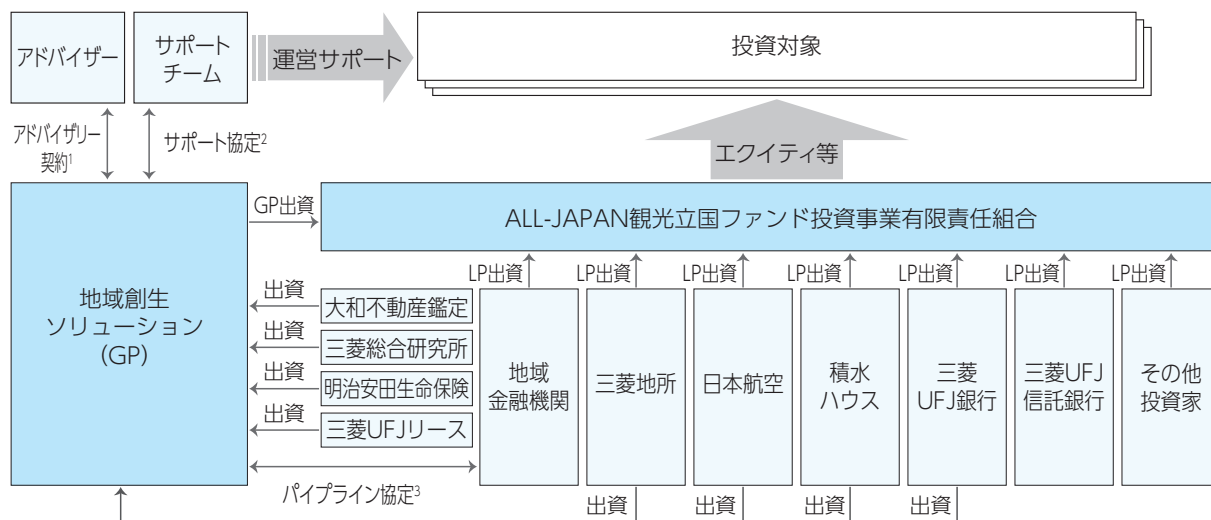 アドバイザー
サポート
チーム
運営サポート
投資対象
アドバイザリー
契約1
サポート協定2
エクイティ等
GP出資
ALL-JAPAN観光立国ファンド投資事業有限責任組合
LP出資
LP出資
LP出資
LP出資
LP出資
LP出資
LP出資
地域創生
ソリューション
(GP)
出資
大和不動産鑑定
出資
三菱総合研究所
出資
明治安田生命保険
出資
三菱UFJリース
地域
金融機関
三菱地所
日本航空
積水
ハウス
三菱
UFJ銀行
三菱UFJ
信託銀行
その他
投資家
パイプライン協定3
出資
出資
出資
出資